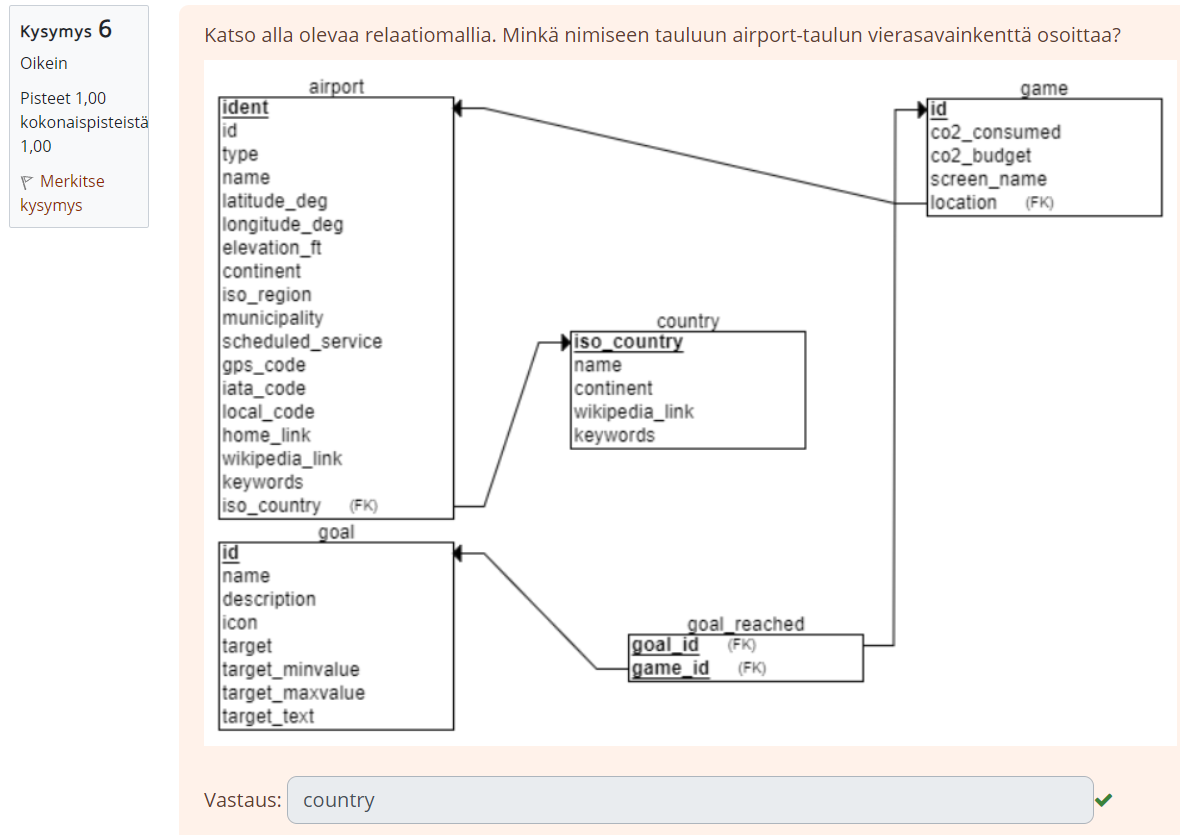 Kysymys 6
Oikein
Pisteet 1,00
kokonaispisteistä
1,00
Merkitse
kysymys
Katso alla olevaa relaatiomallia. Minkä nimiseen tauluun airport-taulun vierasavainkenttä osoittaa?
airport
ident
id
type
name
latitude_deg
longitude_deg
elevation_ft
continent
iso_region
municipality
scheduled_service
gps_code
iata_code
local_code
home_link
wikipedia_link
keywords
iso_country (FK)
game
id
co2_consumed
co2_budget
screen_name
location (FK)
country
iso_country
name
continent
wikipedia_link
keywords
goal
id
name
description
icon
target
target_minvalue
target_maxvalue
target_text
goal_reached
goal_id (FK)
game_id (FK)
Vastaus: country